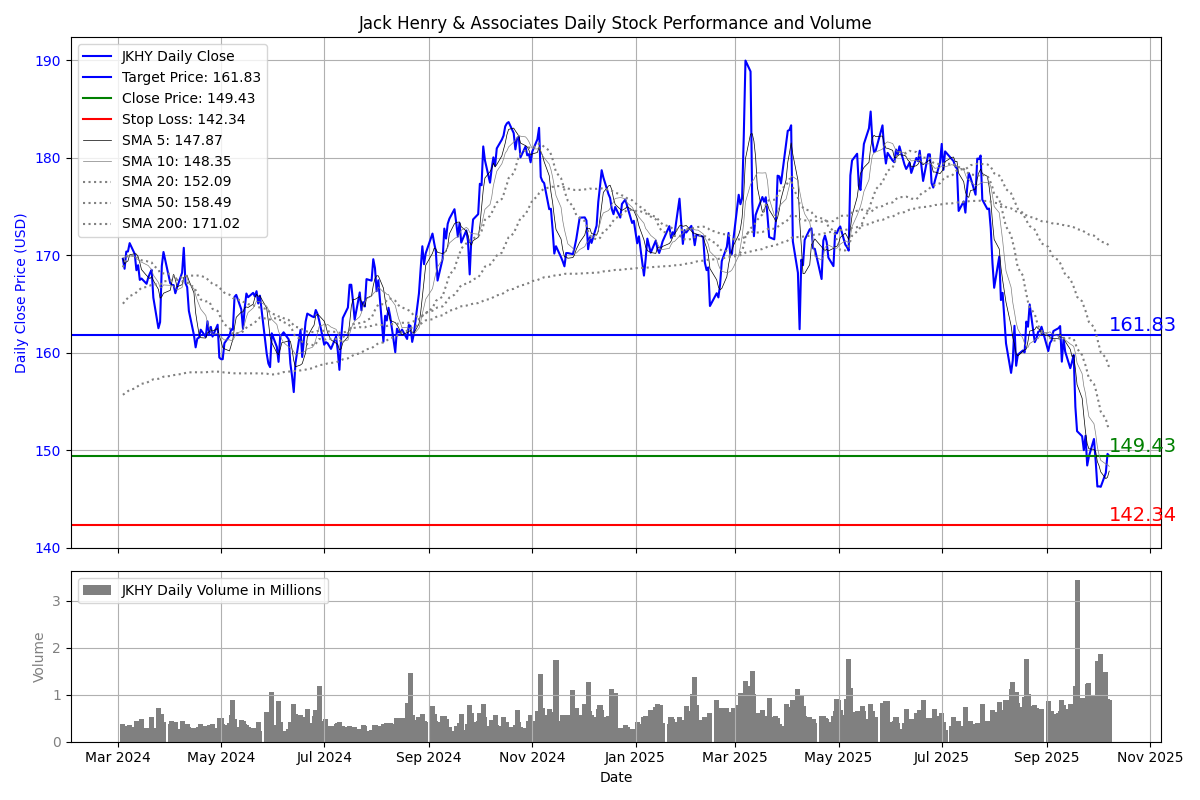 Jack Henry & Associates Daily Stock Performance and Volume
JKHY Daily Close
Target Price: 161.83
Close Price: 149.43
Stop Loss: 142.34
SMA 5: 147.87
SMA 10: 148.35
SMA 20: 152.09
SMA 50: 158.49
SMA 200: 171.02
190
180
170
160
150
140
Daily Close Price (USD)
161.83
149.43
142.34
JKHY Daily Volume in Millions
3
2
1
0
Volume
Mar 2024 May 2024 Jul 2024 Sep 2024 Nov 2024 Jan 2025 Mar 2025 May 2025 Jul 2025 Sep 2025 Nov 2025
Date